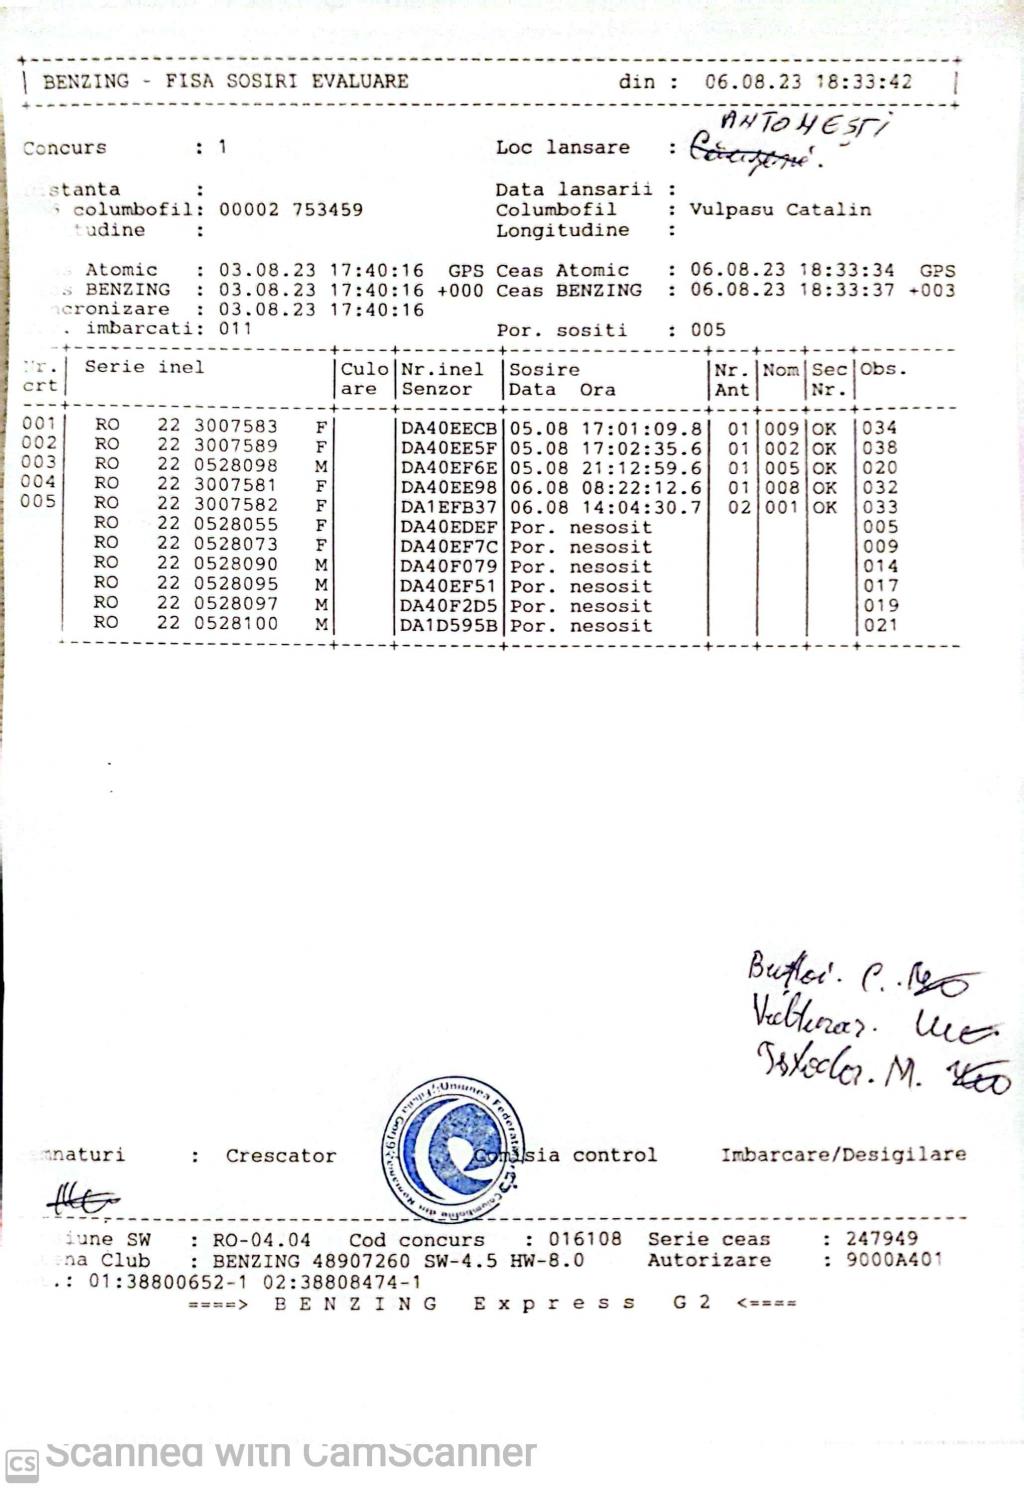 BENZING - FISA SOSIRI EVALUARE din : 06.08.23 18:33:42
ANTONESTI
Concurs : 1 Loc lansare :
stanta : Data lansarii :
columbofil: 00002 753459 Columbofil : Vulpasu Catalin
tudine : Longitudine :
Atomic : 03.08.23 17:40:16 GPS Ceas Atomic : 06.08.23 18:33:34 GPS
BENZING : 03.08.23 17:40:16 +000 Ceas BENZING : 06.08.23 18:33:37 +003
cronizare : 03.08.23 17:40:16
. imbarcati: 011 Por. sositi : 005
Nr. Serie inel Culo Nr.inel Sosire Nr. Nom Sec Obs.
crt are Senzor Data Ora Ant Nr.
001 RO 22 3007583 F DA40EECB 05.08 17:01:09.8 01 009 OK 034
002 RO 22 3007589 F DA40EE5F 05.08 17:02:35.6 01 002 OK 038
003 RO 22 0528098 M DA40EF6E 05.08 21:12:59.6 01 005 OK 020
004 RO 22 3007581 F DA40EE98 06.08 08:22:12.6 01 008 OK 032
005 RO 22 3007582 F DA1EFB37 06.08 14:04:30.7 02 001 OK 033
RO 22 0528055 F DA40EDEF Por. nesosit 005
RO 22 0528073 F DA40EF7C Por. nesosit 009
RO 22 0528090 M DA40F079 Por. nesosit 014
RO 22 0528095 M DA40EF51 Por. nesosit 017
RO 22 0528097 M DA40F2D5 Por. nesosit 019
RO 22 0528100 M DA1D595B Por. nesosit 021
C.
M.
Uniunea Federala
mnaturi : Crescator Comisia control Imbarcare/Desigilare
iune SW : RO-04.04 Cod concurs : 016108 Serie ceas : 247949
na Club : BENZING 48907260 SW-4.5 HW-8.0 Autorizare : 9000A401
.: 01:38800652-1 02:38808474-1
====> BENZING Express G2 <====
CS Scanned with CamScanner